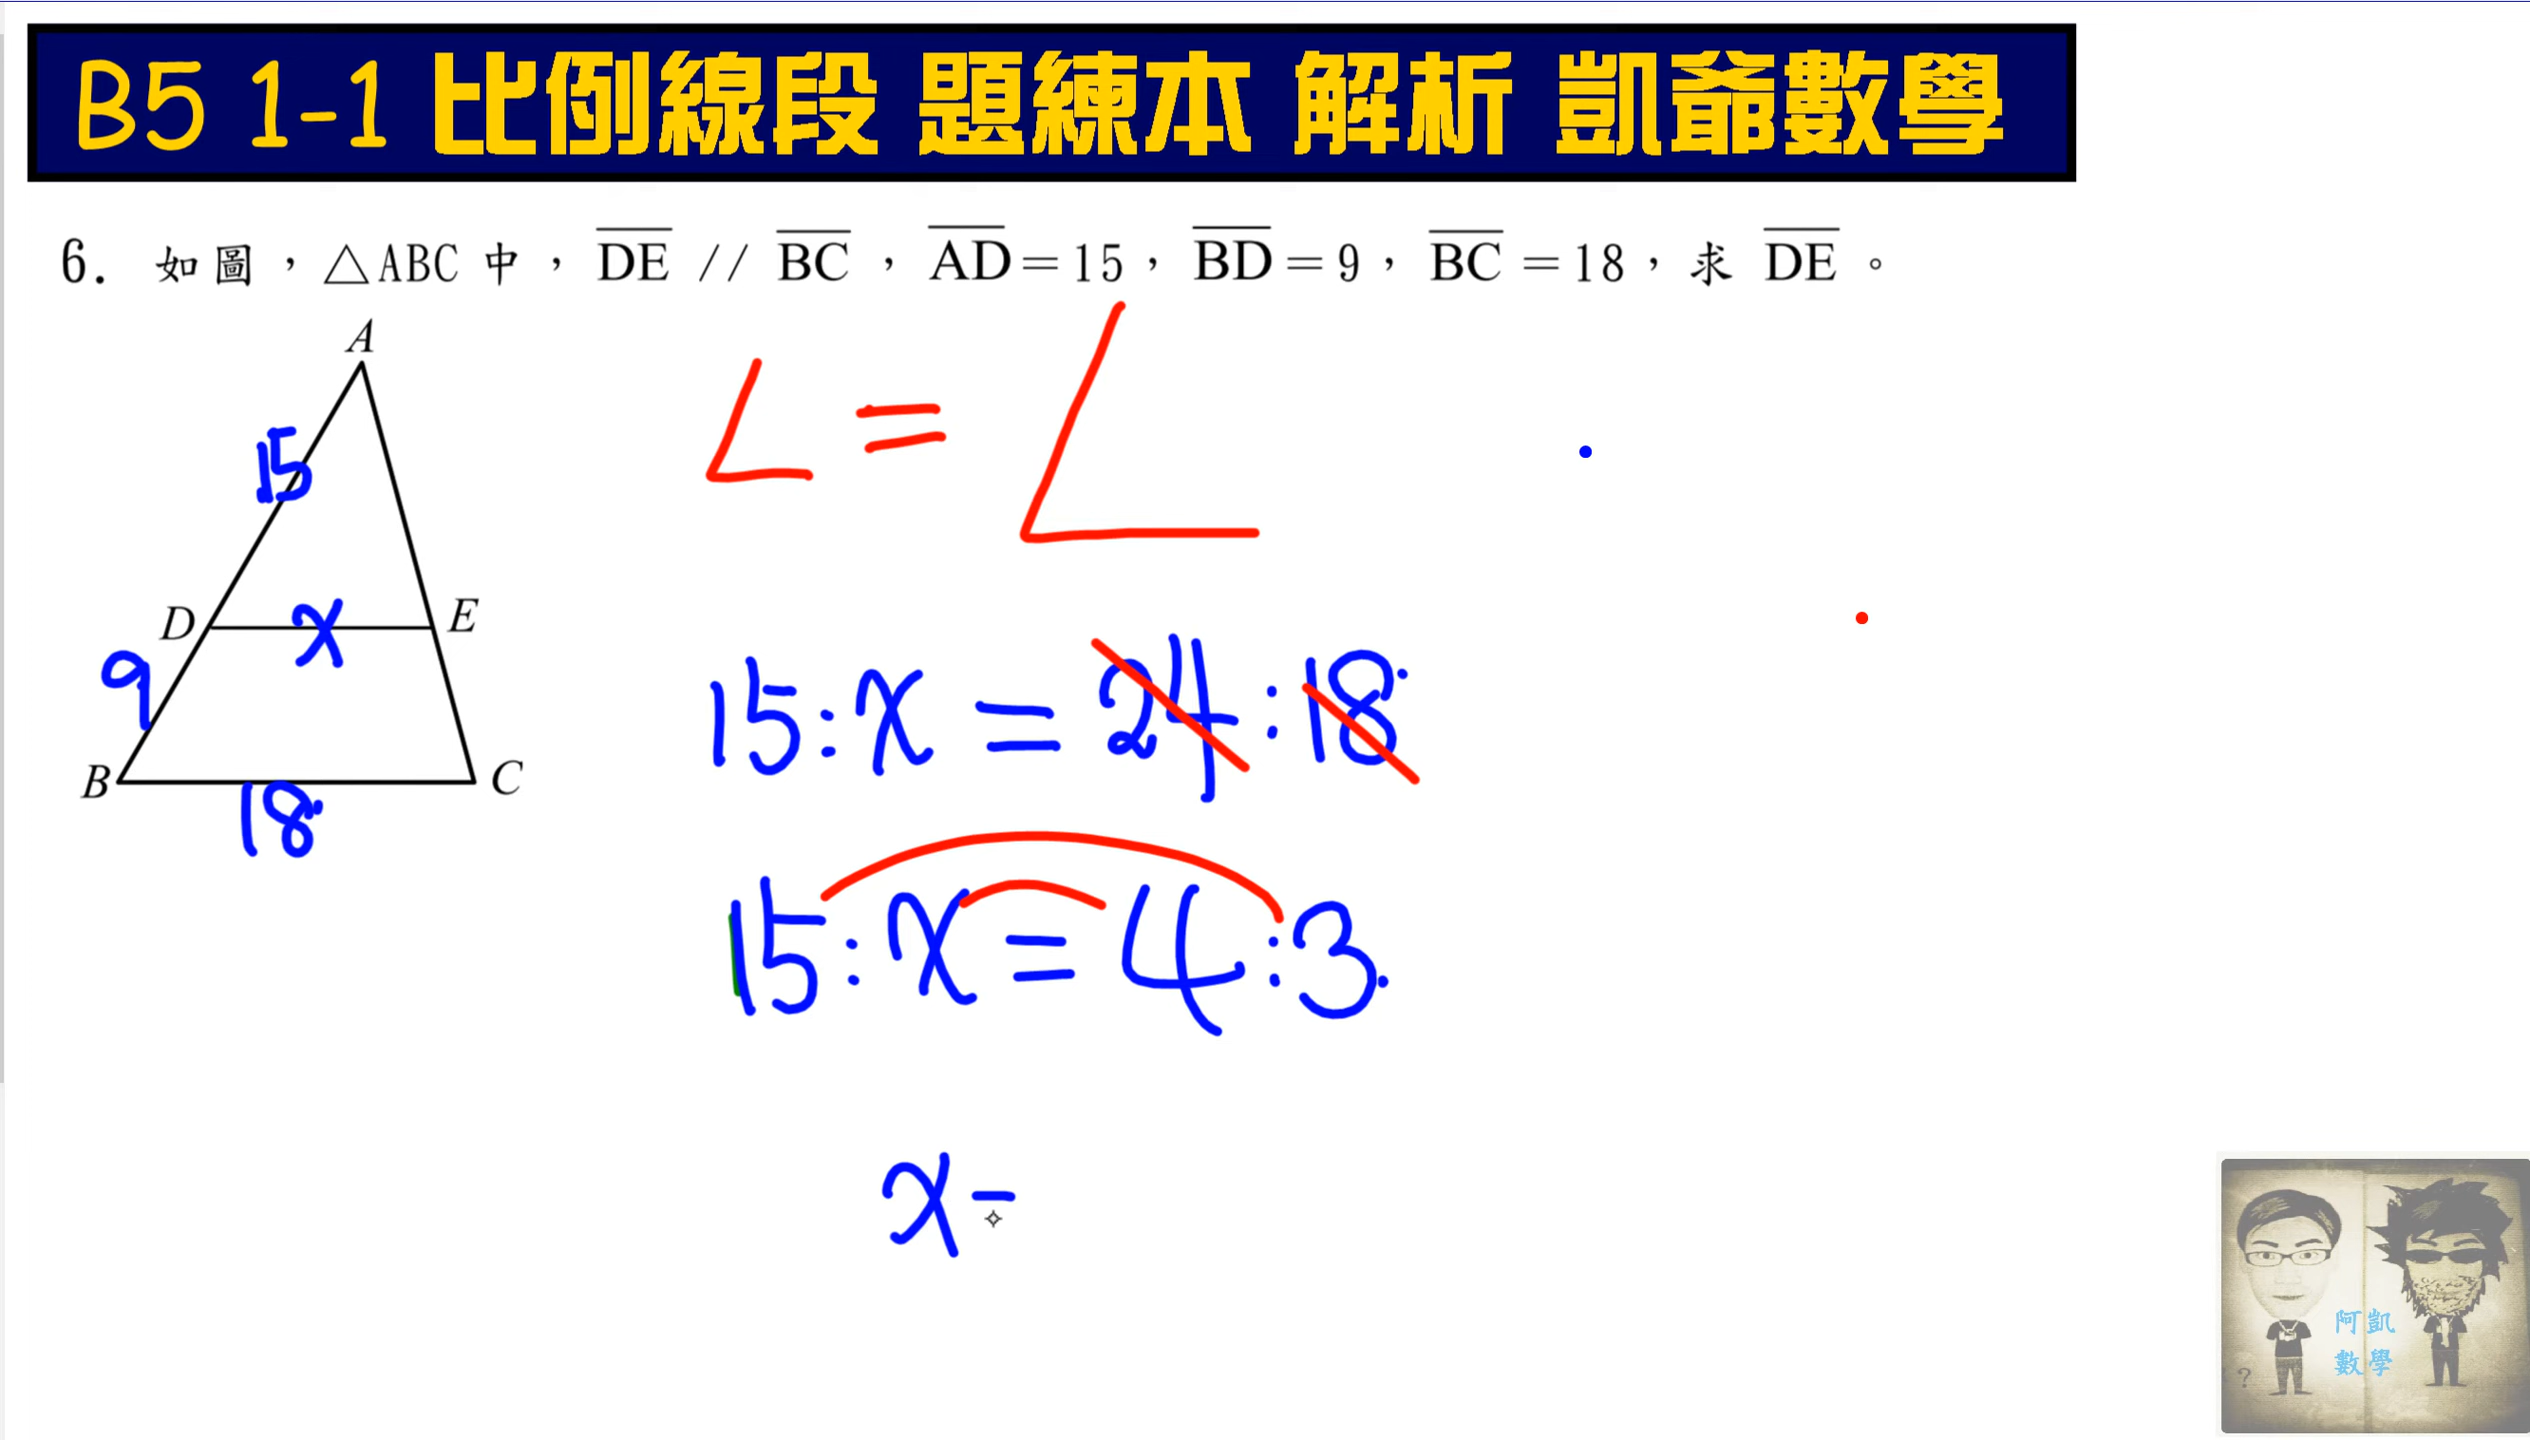 B5 1-1 比例線段 題練本 解析 凱爺數學
6. 如圖，△ABC 中，DE // BC，AD=15，BD=9，BC=18，求 DE。
A
15
D x E
9
B C
18
∠ = ∠
15:x = 24:18
15:x = 4:3
x=
阿凱
數學
?